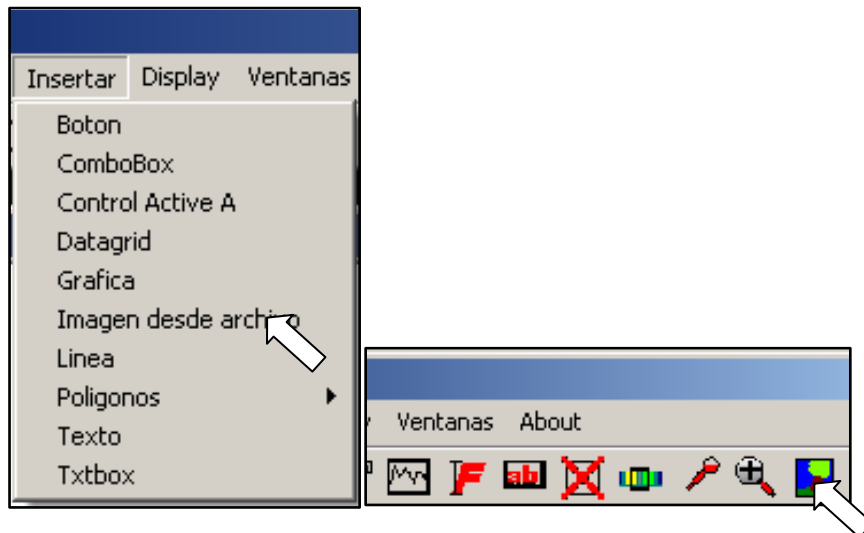 Insertar Display Ventanas
Boton
ComboBox
Control Active A
Datagrid
Grafica
Imagen desde archivo
Linea
Poligonos
Texto
Txtbox
Ventanas About
F ab